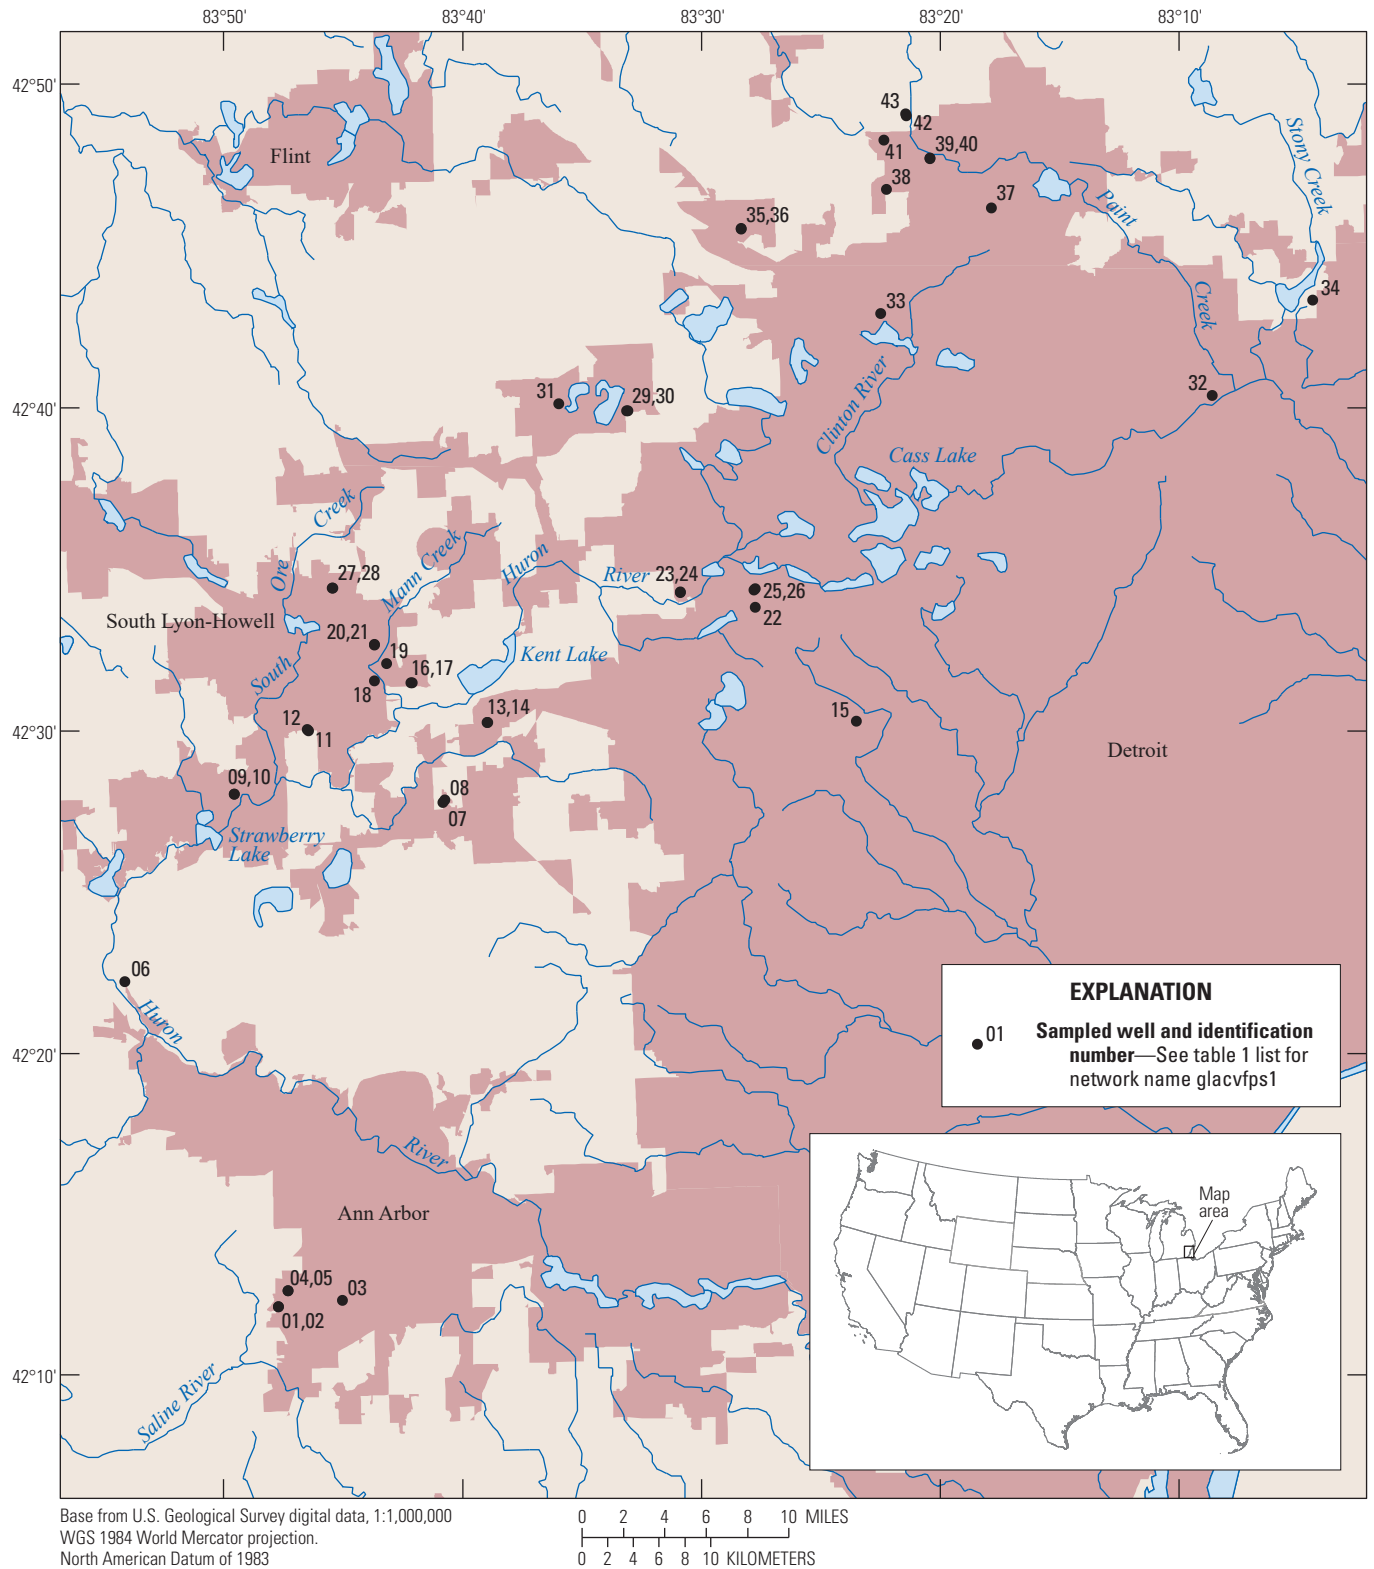 83°50' 83°40' 83°30' 83°20' 83°10'
42°50'
43
42
Flint
41
39,40
Stony Creek
38
37
Paint
35,36
34
Creek
33
31
29,30
32
42°40'
Clinton River
Cass Lake
Creek
Mann Creek
Huron
Ore
27,28
River
23,24
25,26
22
South Lyon-Howell
20,21
19
Kent Lake
16,17
South
18
13,14
12
11
15
42°30'
Detroit
09,10
08
07
Strawberry
Lake
06
Huron
EXPLANATION
01 Sampled well and identification
number—See table 1 list for
network name glacvfps1
42°20'
River
Map
area
Ann Arbor
04,05
03
01,02
42°10'
Saline River
Base from U.S. Geological Survey digital data, 1:1,000,000
WGS 1984 World Mercator projection.
North American Datum of 1983
0 2 4 6 8 10 MILES
0 2 4 6 8 10 KILOMETERS